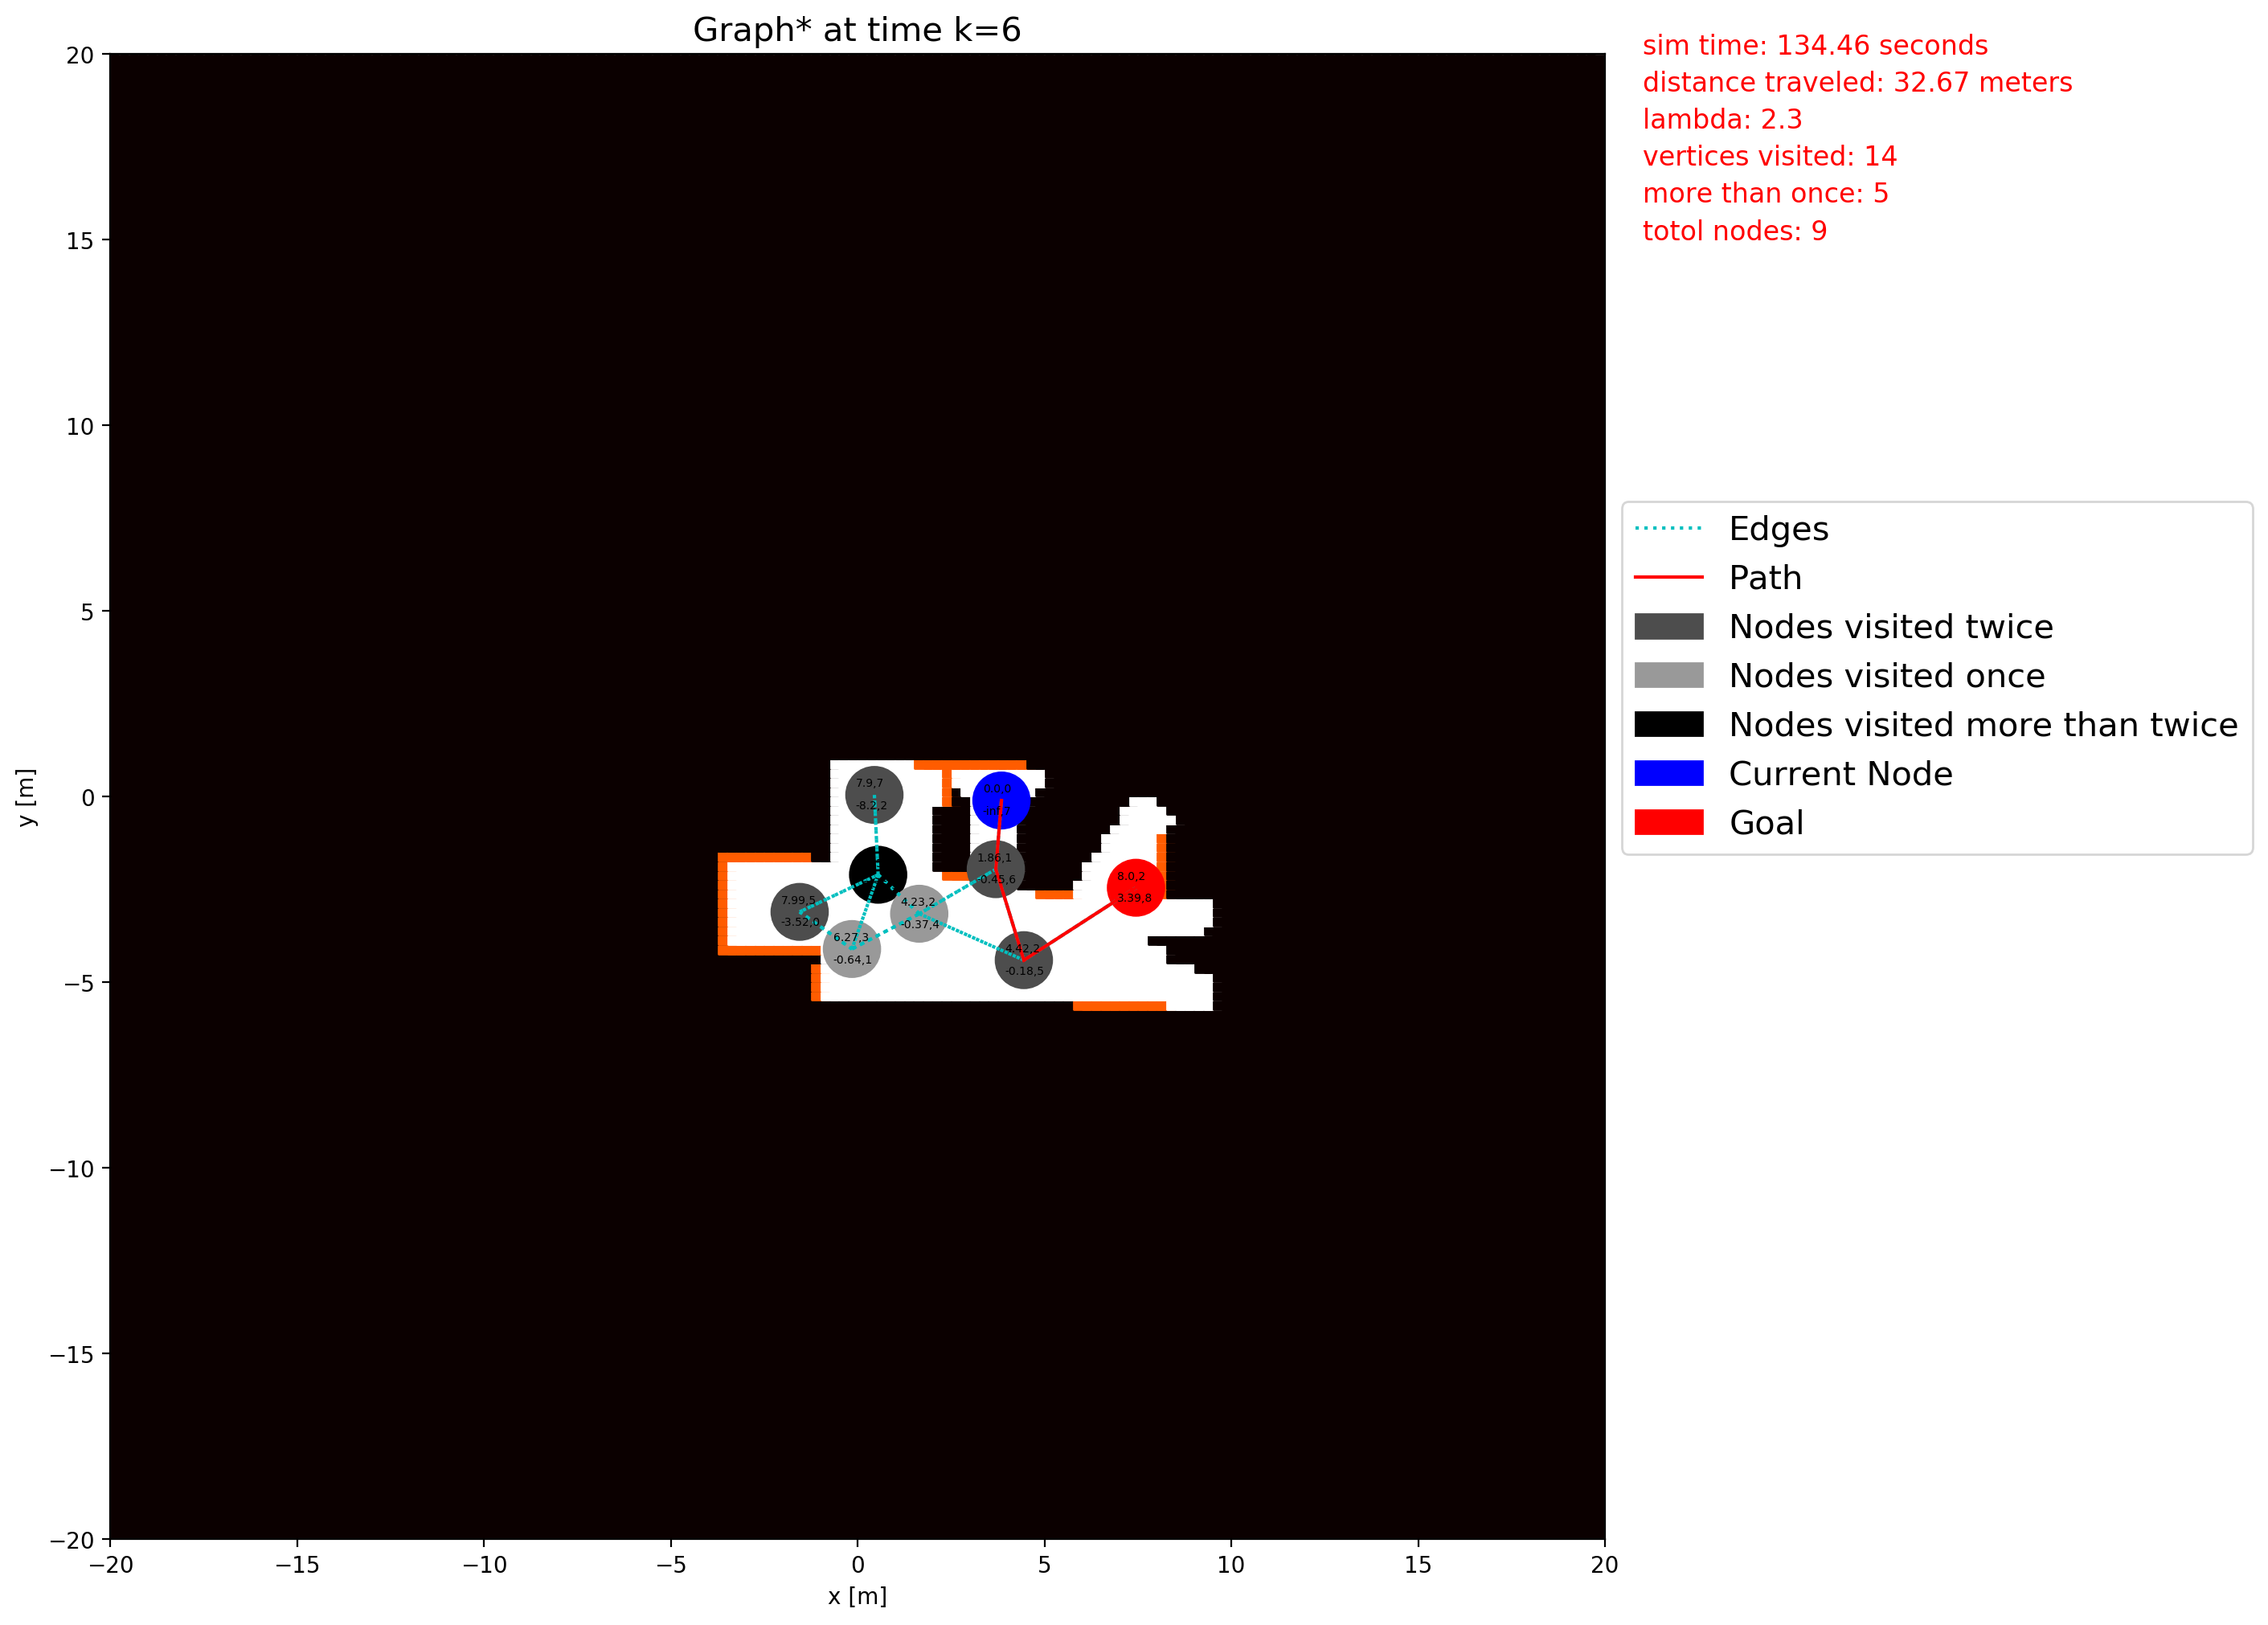 Graph* at time k=6
sim time: 134.46 seconds
distance traveled: 32.67 meters
lambda: 2.3
vertices visited: 14
more than once: 5
totol nodes: 9
20
15
10
5
0
−5
−10
−15
−20
y [m]
7.9,7
-8.2,2
0.0,0
1.86,1
-0.45,6
8.0,2
3.39,8
7.99,5
-3.52,0
4.23,2
-0.37,4
6.27,3
-0.64,1
4.42,2
-0.18,5
−20
−15
−10
−5
0
5
10
15
20
x [m]
Edges
Path
Nodes visited twice
Nodes visited once
Nodes visited more than twice
Current Node
Goal